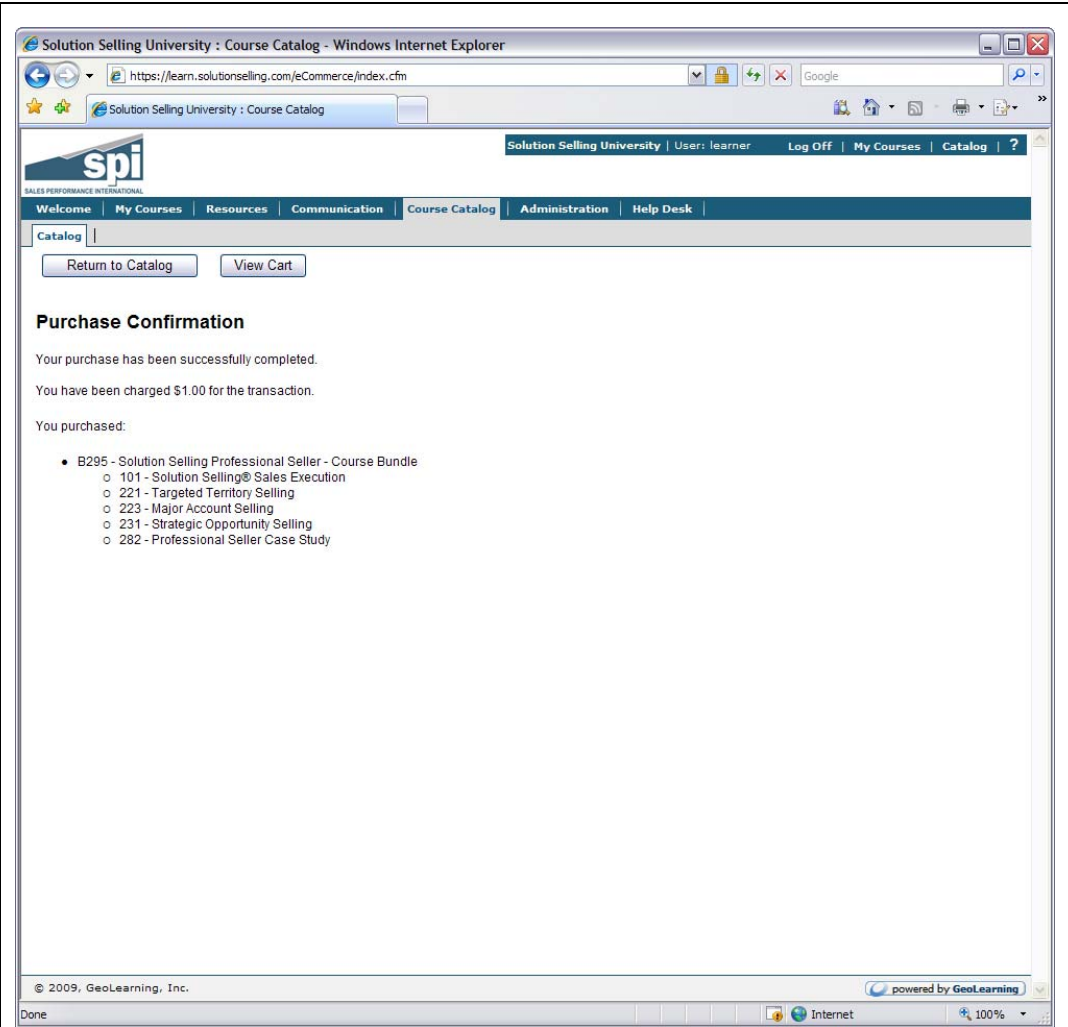 Solution Selling University : Course Catalog - Windows Internet Explorer
https://learn.solutionselling.com/eCommerce/index.cfm
Google
Solution Selling University : Course Catalog
spi
SALES PERFORMANCE INTERNATIONAL
Solution Selling University | User: learner Log Off | My Courses | Catalog | ?
Welcome | My Courses | Resources | Communication | Course Catalog | Administration | Help Desk |
Catalog |
Return to Catalog View Cart
Purchase Confirmation
Your purchase has been successfully completed.
You have been charged $1.00 for the transaction.
You purchased:
• B295 - Solution Selling Professional Seller - Course Bundle
o 101 - Solution Selling® Sales Execution
o 221 - Targeted Territory Selling
o 223 - Major Account Selling
o 231 - Strategic Opportunity Selling
o 282 - Professional Seller Case Study
© 2009, GeoLearning, Inc. powered by GeoLearning
Done Internet 100%